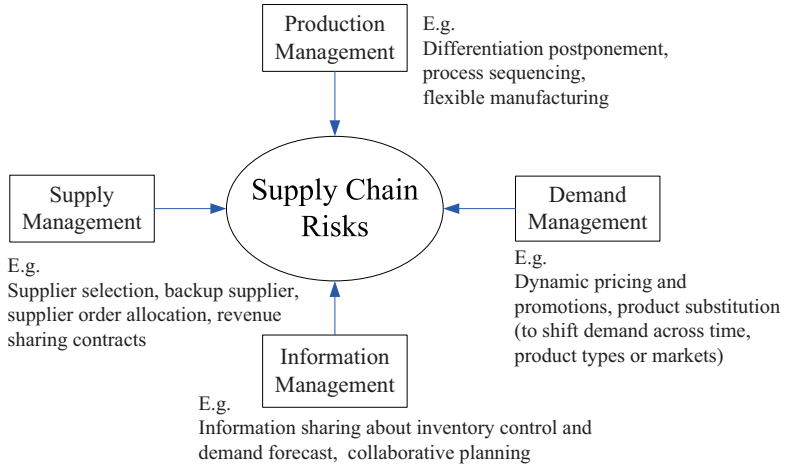 Production
Management
E.g.
Differentiation postponement,
process sequencing,
flexible manufacturing
Supply
Management
E.g.
Supplier selection, backup supplier,
supplier order allocation, revenue
sharing contracts
Supply Chain
Risks
Demand
Management
E.g.
Dynamic pricing and
promotions, product substitution
(to shift demand across time,
product types or markets)
Information
Management
E.g.
Information sharing about inventory control and
demand forecast, collaborative planning